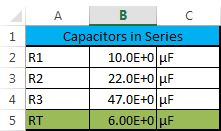 A B C
1 Capacitors in Series
2 R1 10.0E+0 µF
3 R2 22.0E+0 µF
4 R3 47.0E+0 µF
5 RT 6.00E+0 µF